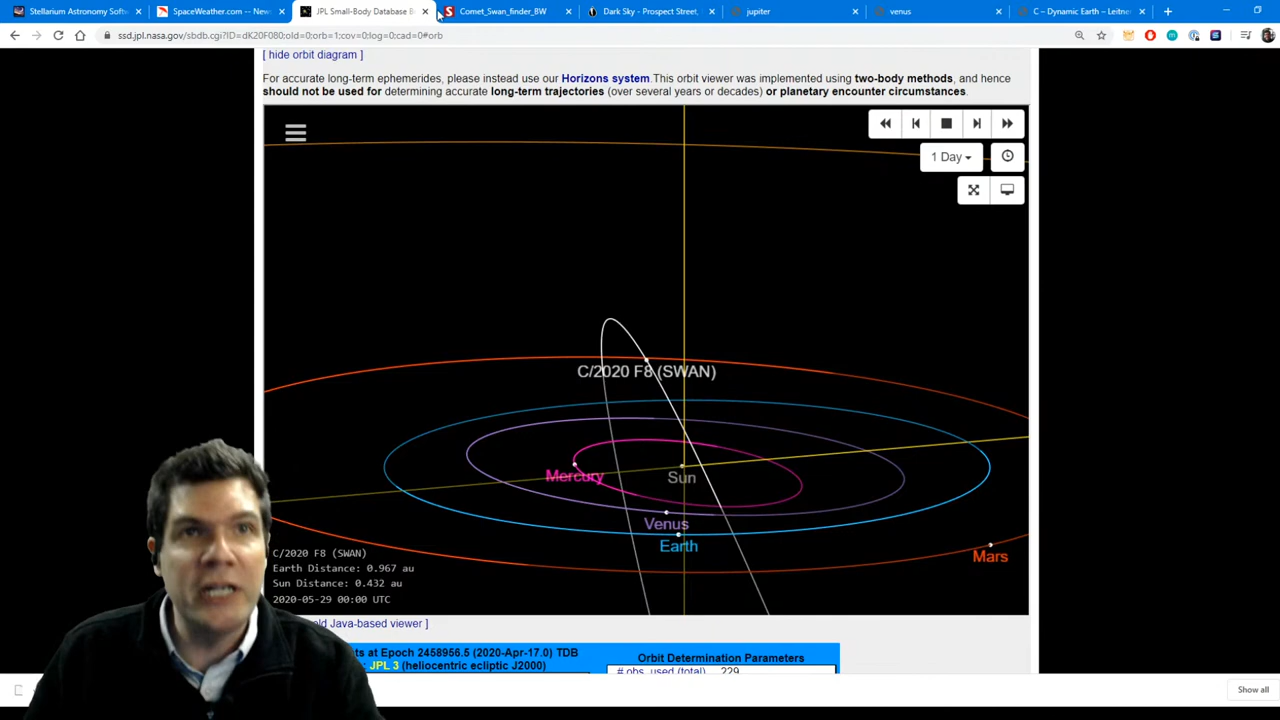 Stellarium Astronomy Softw
SpaceWeather.com -- News
JPL Small-Body Database B
Comet_Swan_finder_BW
Dark Sky - Prospect Street,
jupiter
venus
C – Dynamic Earth – Leitner
ssd.jpl.nasa.gov/sbdb.cgi?ID=dK20F080;old=0;orb=1;cov=0;log=0;cad=0#orb
[ hide orbit diagram ]
For accurate long-term ephemerides, please instead use our Horizons system.This orbit viewer was implemented using two-body methods, and hence
should not be used for determining accurate long-term trajectories (over several years or decades) or planetary encounter circumstances.
1 Day
C/2020 F8 (SWAN)
Mercury
Sun
Venus
Earth
Mars
C/2020 F8 (SWAN)
Earth Distance: 0.967 au
Sun Distance: 0.432 au
2020-05-29 00:00 UTC
old Java-based viewer ]
ts at Epoch 2458956.5 (2020-Apr-17.0) TDB
JPL 3 (heliocentric ecliptic J2000)
Orbit Determination Parameters
# obs. used (total) 229
Show all